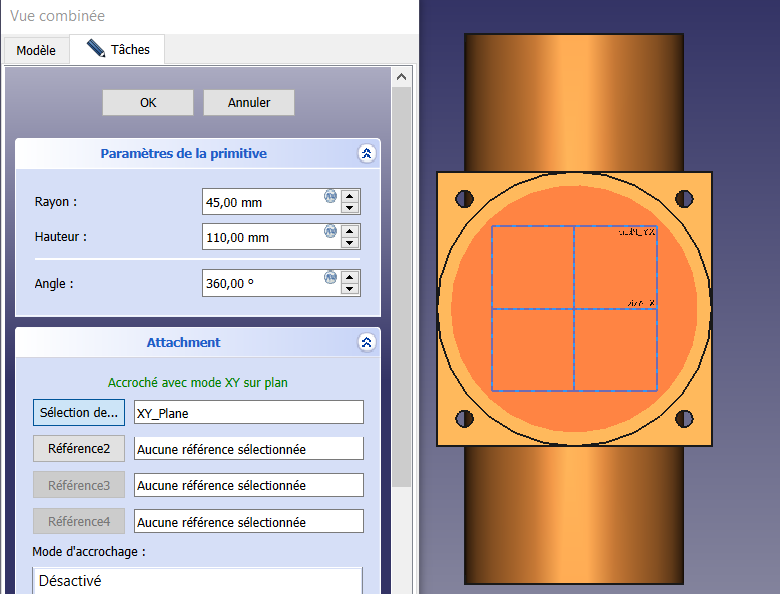 Vue combinée
Modèle
Tâches
OK
Annuler
Paramètres de la primitive
Rayon :
45,00 mm
Hauteur :
110,00 mm
Angle :
360,00 º
Attachment
Accroché avec mode XY sur plan
Sélection de...
XY_Plane
Référence2
Aucune référence sélectionnée
Référence3
Aucune référence sélectionnée
Référence4
Aucune référence sélectionnée
Mode d'accrochage :
Désactivé